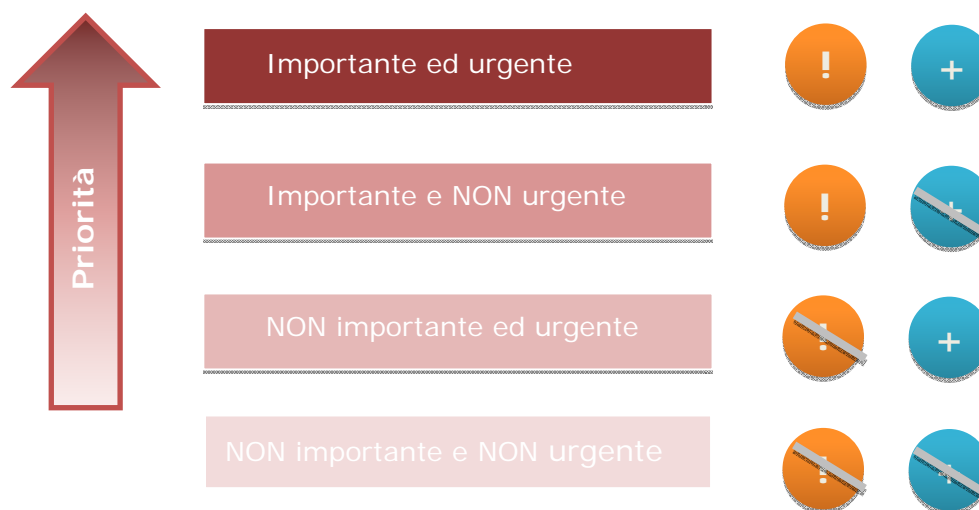 Priorità
Importante ed urgente
! +
Importante e NON urgente
! +
NON importante ed urgente
! +
NON importante e NON urgente
! +